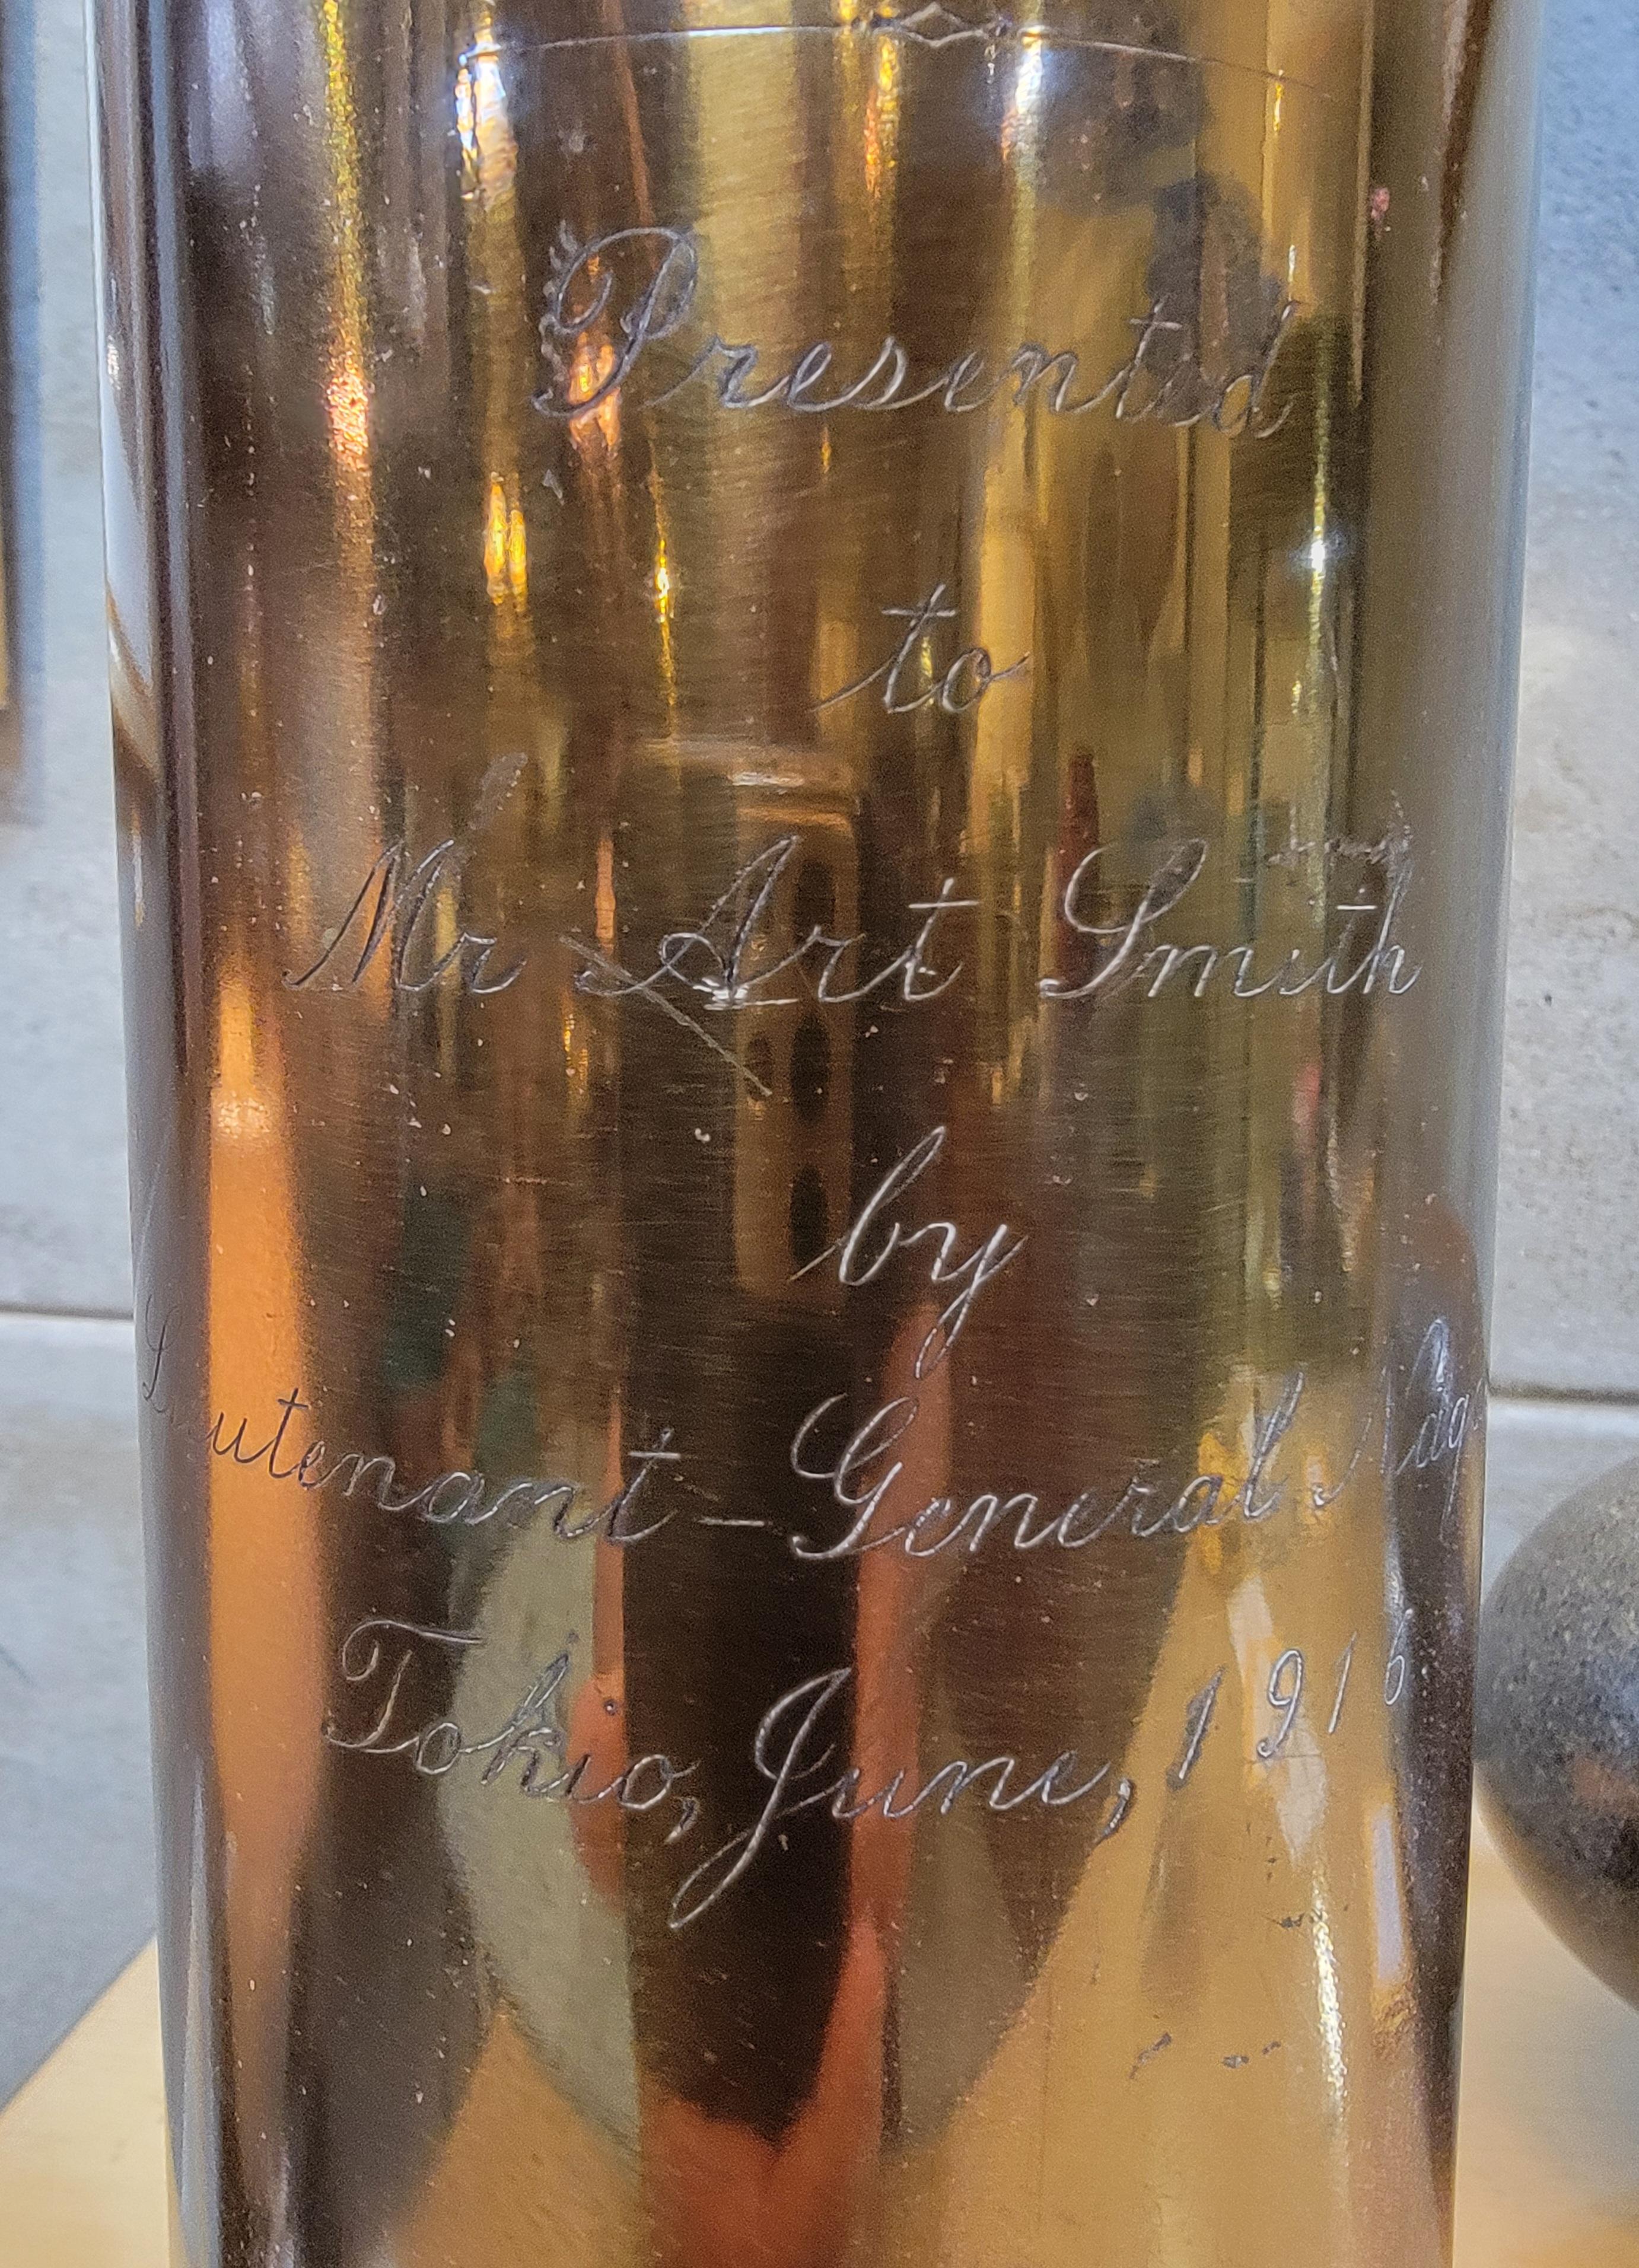 Presented
to
Mr Art Smith
by
Lieutenant-General
Tokio, June, 1916